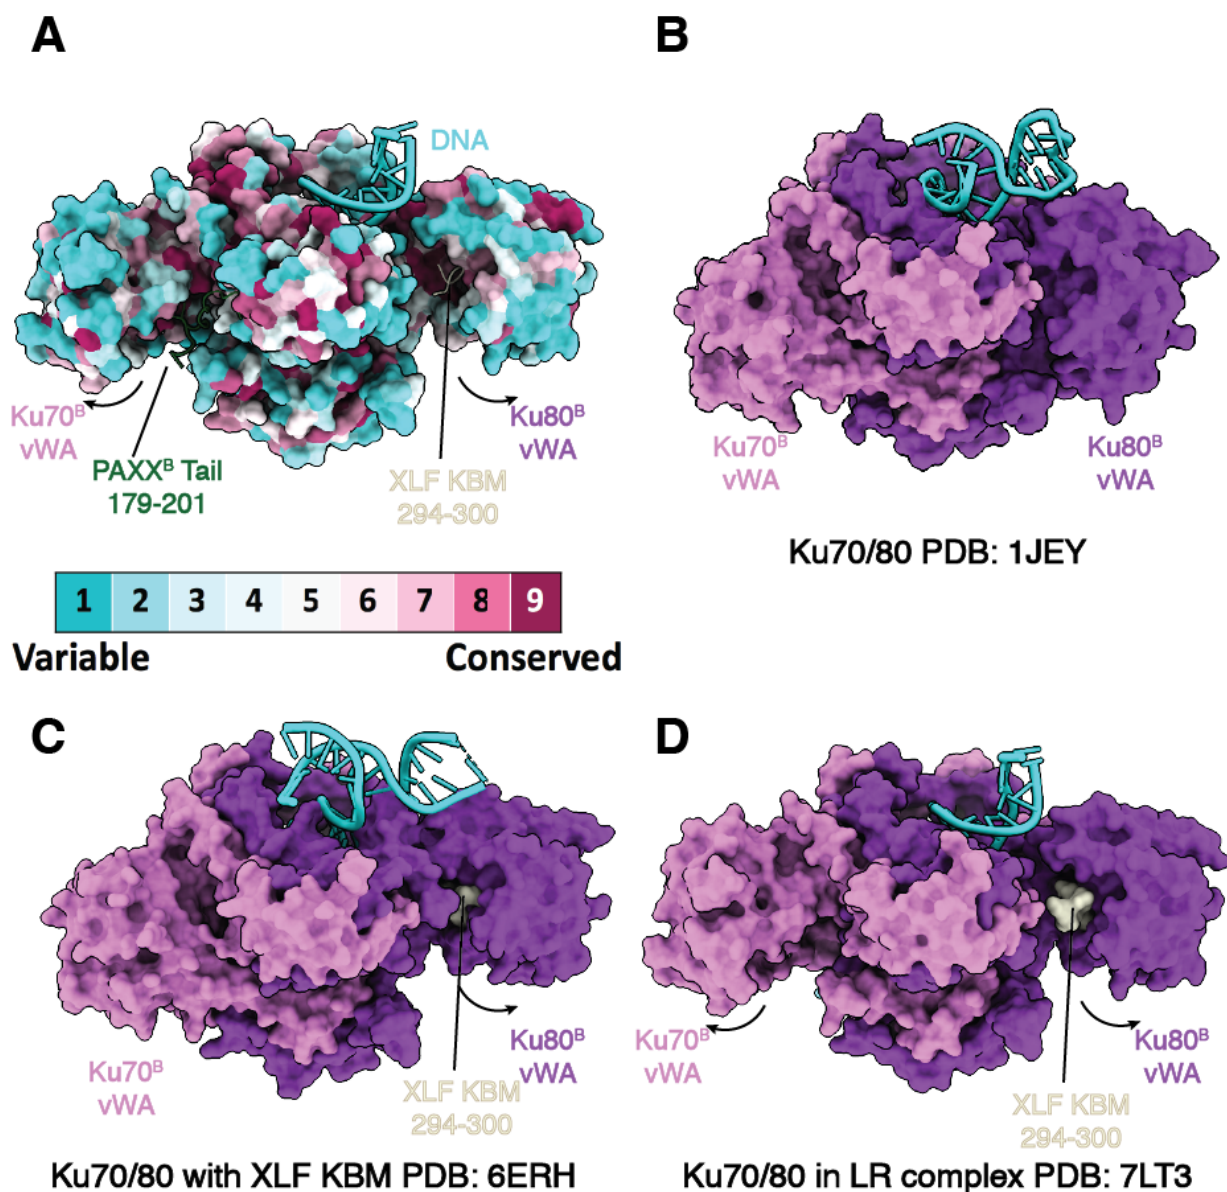 A
DNA
Ku70ᴮ
vWA
Ku80ᴮ
vWA
PAXXᴮ Tail
179-201
XLF KBM
294-300
1 2 3 4 5 6 7 8 9
Variable Conserved
B
Ku70ᴮ
vWA
Ku80ᴮ
vWA
Ku70/80 PDB: 1JEY
C
Ku70ᴮ
vWA
Ku80ᴮ
vWA
XLF KBM
294-300
Ku70/80 with XLF KBM PDB: 6ERH
D
Ku70ᴮ
vWA
Ku80ᴮ
vWA
XLF KBM
294-300
Ku70/80 in LR complex PDB: 7LT3